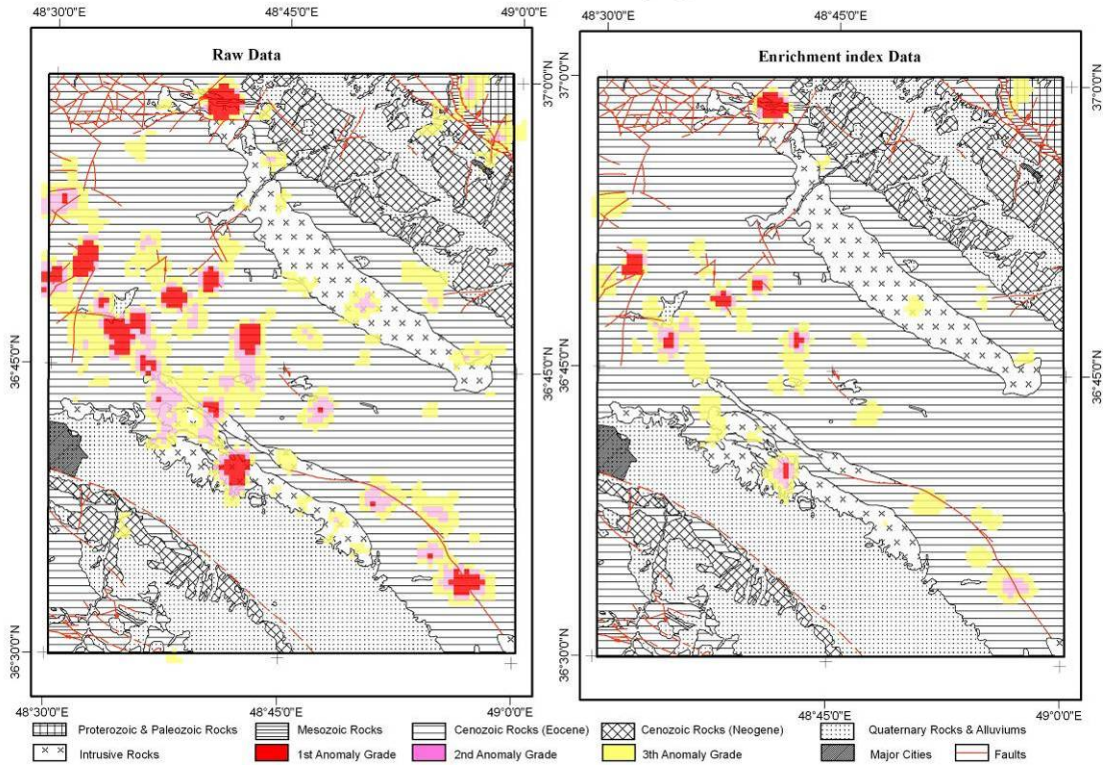 48°30'0"E 48°45'0"E 49°0'0"E 48°30'0"E 48°45'0"E
Raw Data
Enrichment index Data
37°0'0"N 37°0'0"N 37°0'0"N
36°45'0"N 36°45'0"N 36°45'0"N
36°30'0"N 36°30'0"N
48°30'0"E 48°45'0"E 49°0'0"E 48°45'0"E 49°0'0"E
Proterozoic & Paleozoic Rocks Mesozoic Rocks Cenozoic Rocks (Eocene) Cenozoic Rocks (Neogene) Quaternary Rocks & Alluviums
Intrusive Rocks 1st Anomaly Grade 2nd Anomaly Grade 3th Anomaly Grade Major Cities Faults